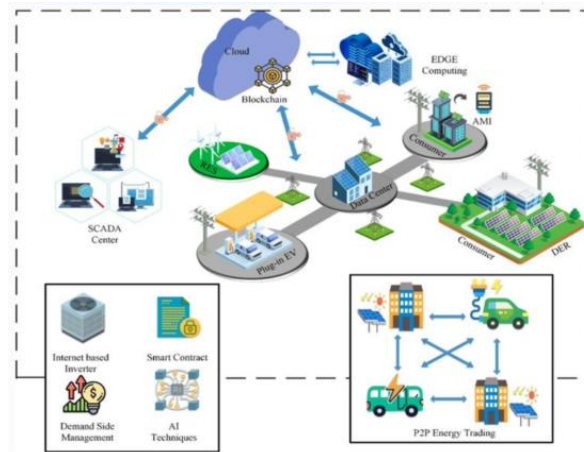 Cloud
Blockchain
EDGE
Computing
AMI
Consumer
RES
Data Center
SCADA
Center
Plug-in EV
Consumer
DER
Internet based
Inverter
Smart Contract
Demand Side
Management
AI
Techniques
P2P Energy Trading